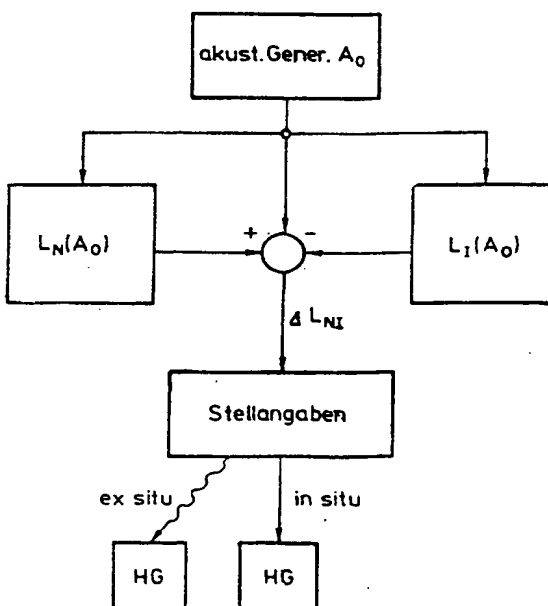 akust. Gener. A₀
L_N(A₀)
+ -
L_I(A₀)
Δ L_NI
Stellangaben
ex situ in situ
HG HG